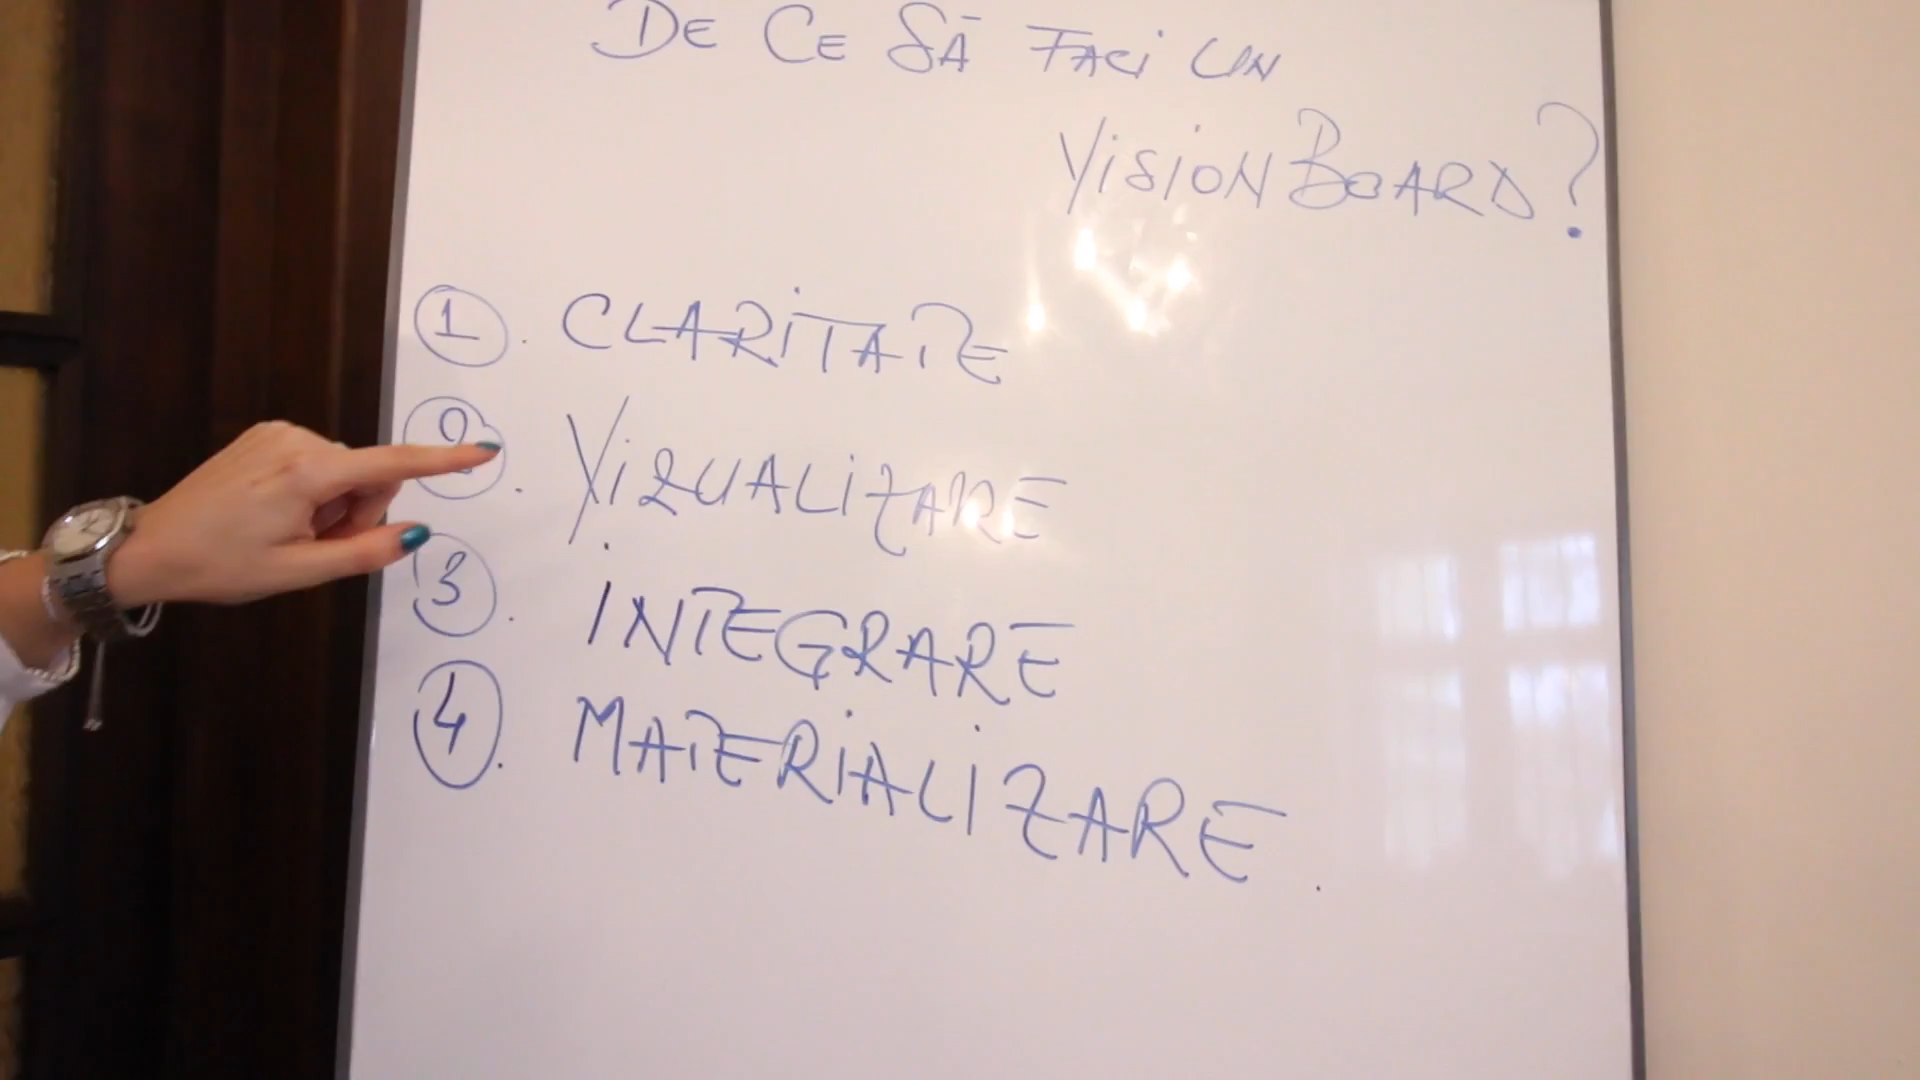 DE CE SĂ FACI UN
VISION BOARD?
1. CLARITATE
2. VIZUALIZARE
3. INTEGRARE
4. MATERIALIZARE.